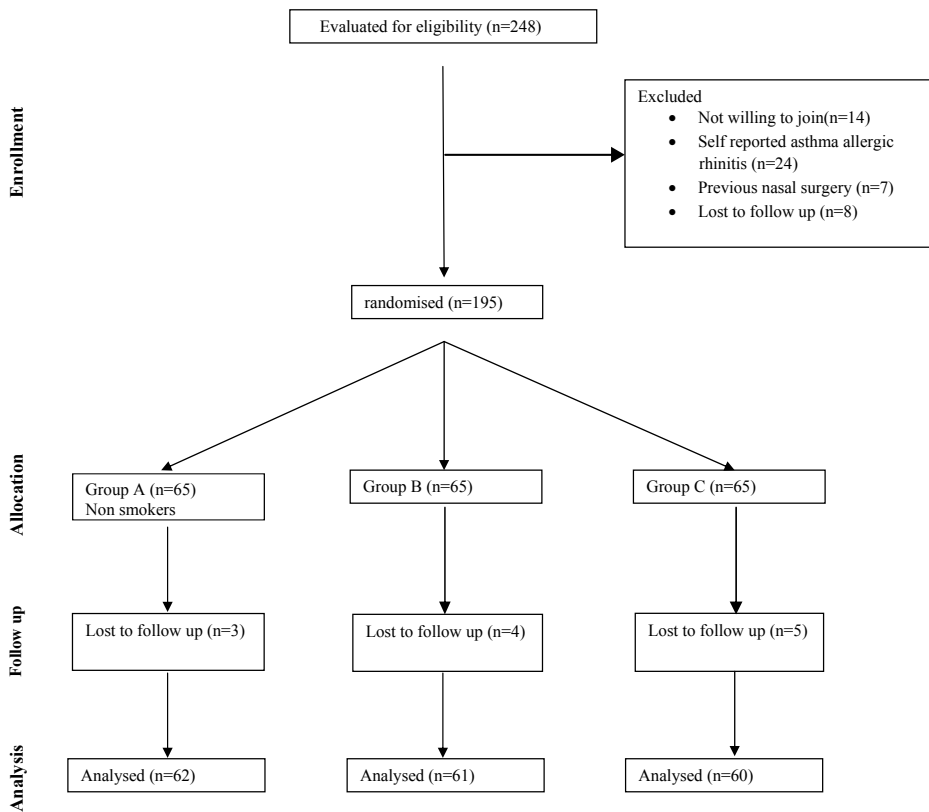 Evaluated for eligibility (n=248)
Enrollment
Excluded
• Not willing to join(n=14)
• Self reported asthma allergic
rhinitis (n=24)
• Previous nasal surgery (n=7)
• Lost to follow up (n=8)
randomised (n=195)
Allocation
Group A (n=65)
Non smokers
Group B (n=65)
Group C (n=65)
Follow up
Lost to follow up (n=3)
Lost to follow up (n=4)
Lost to follow up (n=5)
Analysis
Analysed (n=62)
Analysed (n=61)
Analysed (n=60)